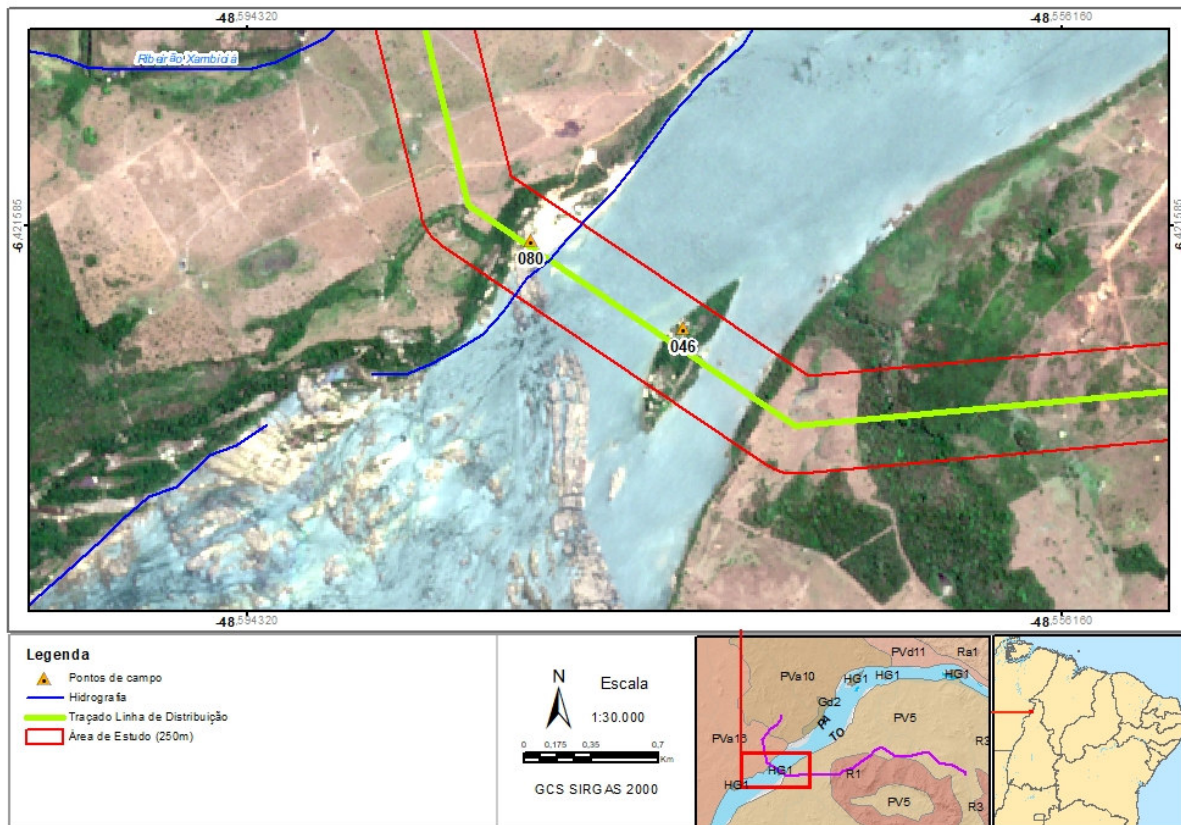 -48,594320
-48,556160
Ribeirão Xambioiá
-6,421585
-6,421585
080
046
-48,594320
-48,556160
Legenda
Pontos de campo
Hidrografia
Traçado Linha de Distribuição
Área de Estudo (250m)
N
Escala
1:30.000
0 0,175 0,35 0,7
Km
GCS SIRGAS 2000
PVd11
Ra1
PVa10
HG1
HG1
HG1
Gd2
PA
TO
PV5
PVa13
R3
HG1
R1
HG1
PV5
R3